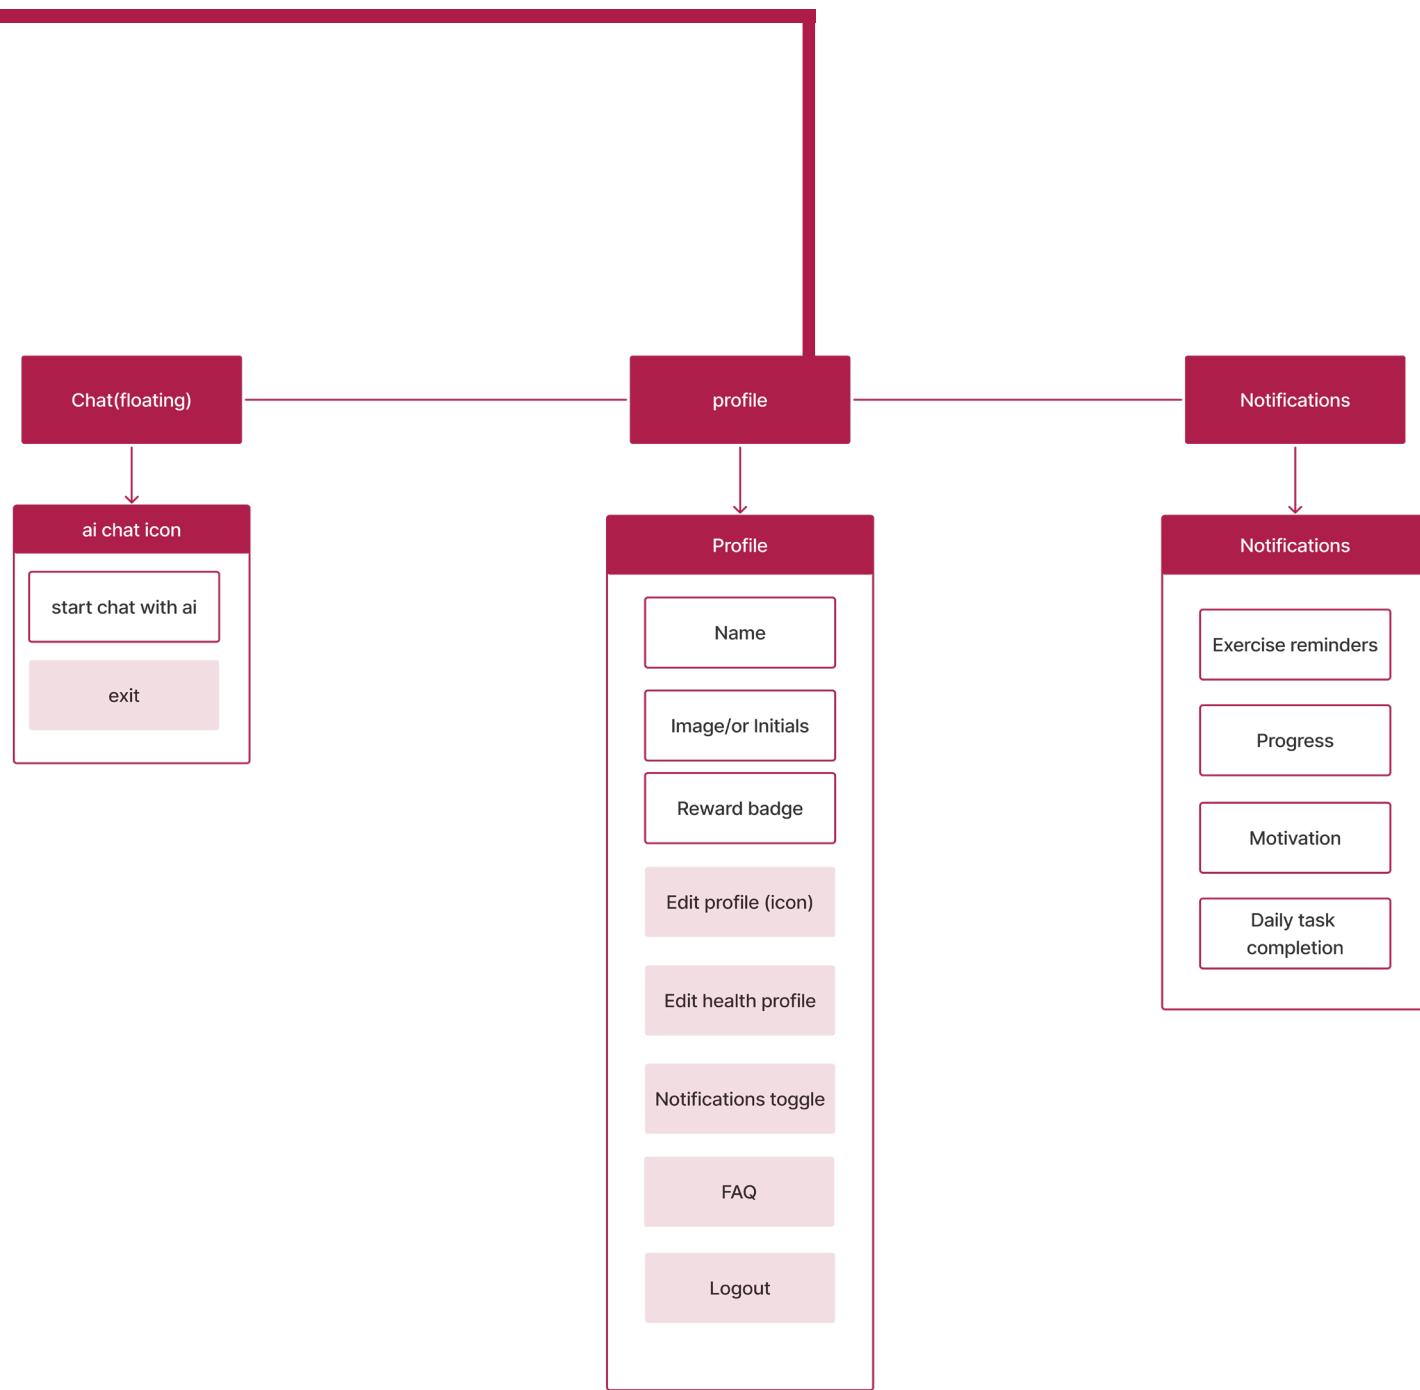 Chat(floating)
profile
Notifications
ai chat icon
start chat with ai
exit
Profile
Name
Image/or Initials
Reward badge
Edit profile (icon)
Edit health profile
Notifications toggle
FAQ
Logout
Notifications
Exercise reminders
Progress
Motivation
Daily task
completion